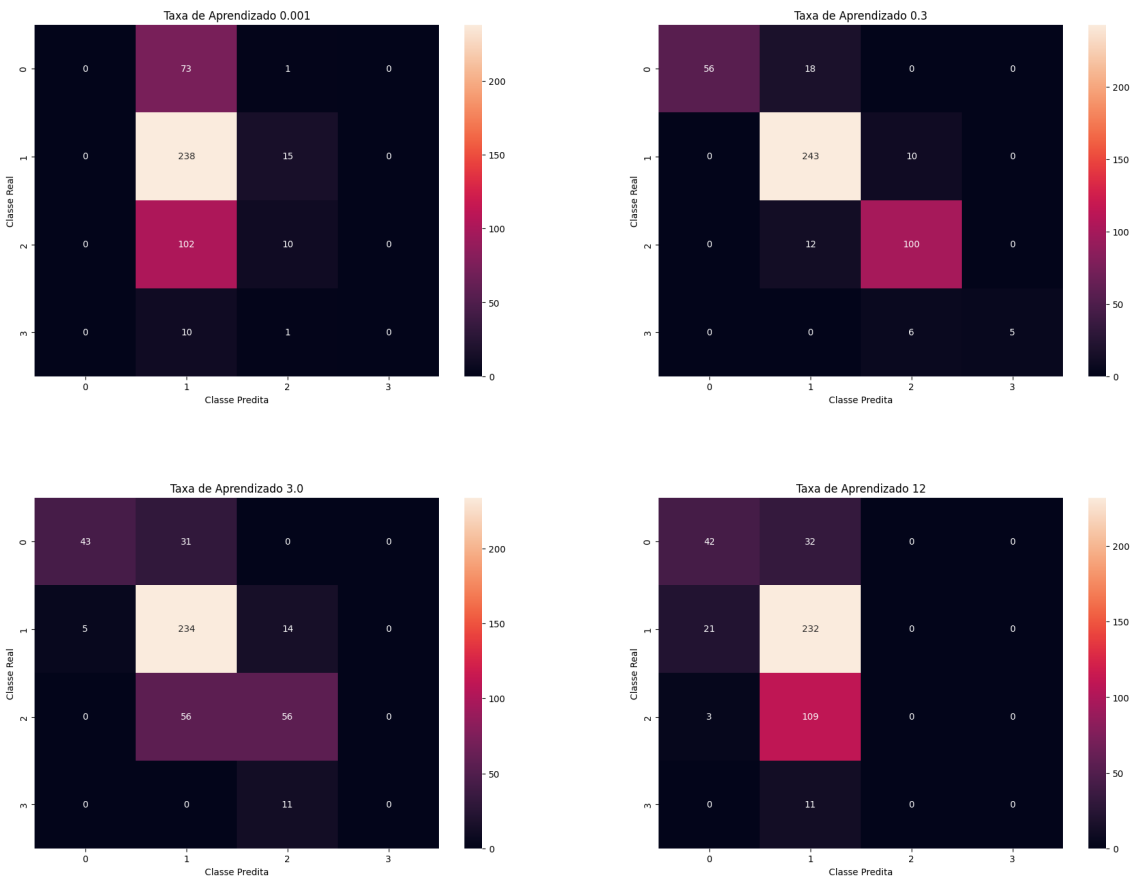 Taxa de Aprendizado 0.001
0 73 1 0
0 238 15 0
0 102 10 0
0 10 1 0
0 1 2 3
0 1 2 3
Classe Real
Classe Predita
0 50 100 150 200
Taxa de Aprendizado 0.3
56 18 0 0
0 243 10 0
0 12 100 0
0 0 6 5
0 1 2 3
0 1 2 3
Classe Real
Classe Predita
0 50 100 150 200
Taxa de Aprendizado 3.0
43 31 0 0
5 234 14 0
0 56 56 0
0 0 11 0
0 1 2 3
0 1 2 3
Classe Real
Classe Predita
0 50 100 150 200
Taxa de Aprendizado 12
42 32 0 0
21 232 0 0
3 109 0 0
0 11 0 0
0 1 2 3
0 1 2 3
Classe Real
Classe Predita
0 50 100 150 200